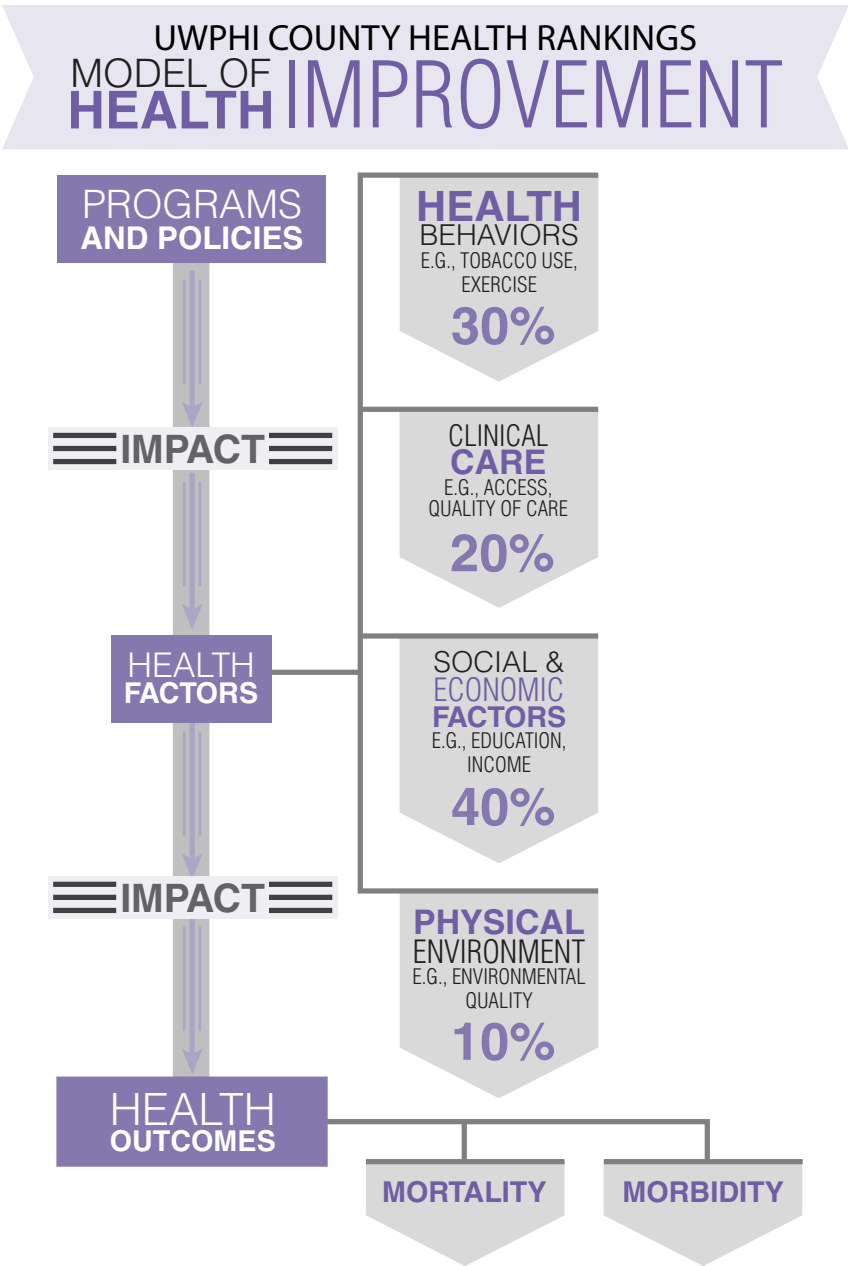 UWPHI COUNTY HEALTH RANKINGS
MODEL OF
HEALTH IMPROVEMENT
PROGRAMS
AND POLICIES
IMPACT
HEALTH
FACTORS
IMPACT
HEALTH
OUTCOMES
HEALTH
BEHAVIORS
E.G., TOBACCO USE,
EXERCISE
30%
CLINICAL
CARE
E.G., ACCESS,
QUALITY OF CARE
20%
SOCIAL &
ECONOMIC
FACTORS
E.G., EDUCATION,
INCOME
40%
PHYSICAL
ENVIRONMENT
E.G., ENVIRONMENTAL
QUALITY
10%
MORTALITY
MORBIDITY